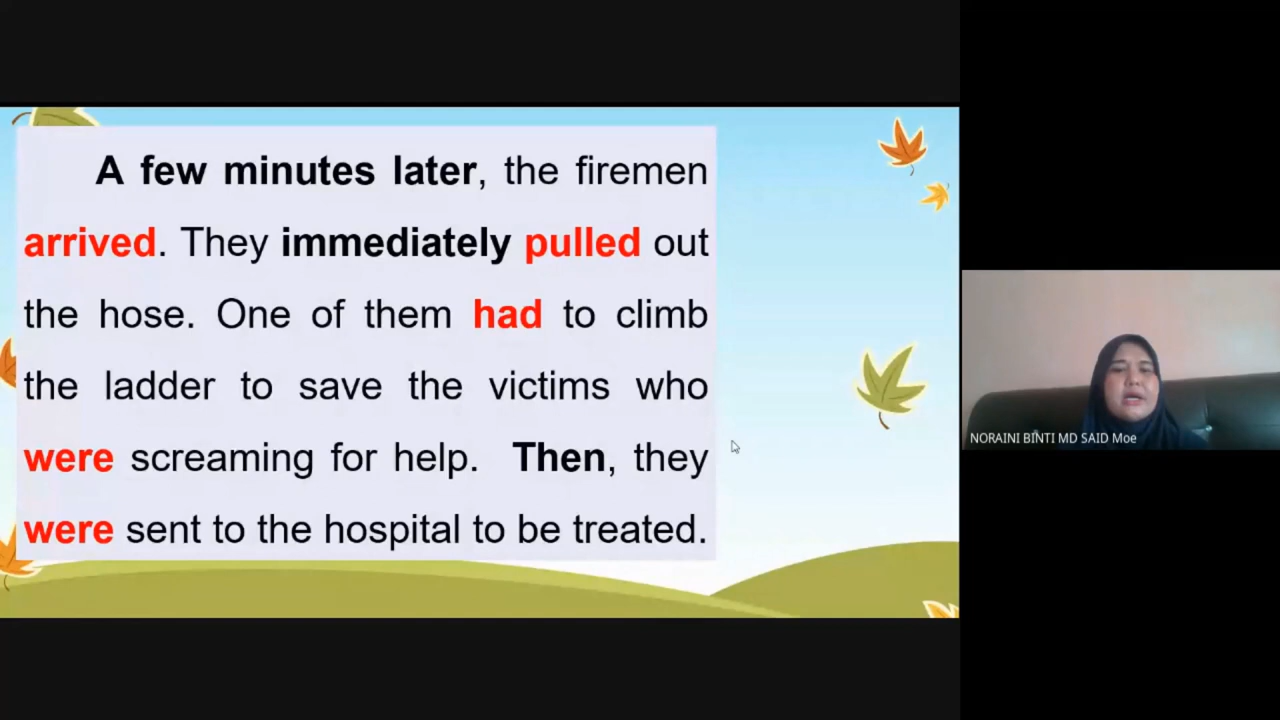 A few minutes later, the firemen
arrived. They immediately pulled out
the hose. One of them had to climb
the ladder to save the victims who
were screaming for help. Then, they
were sent to the hospital to be treated.
NORAINI BINTI MD SAID Moe